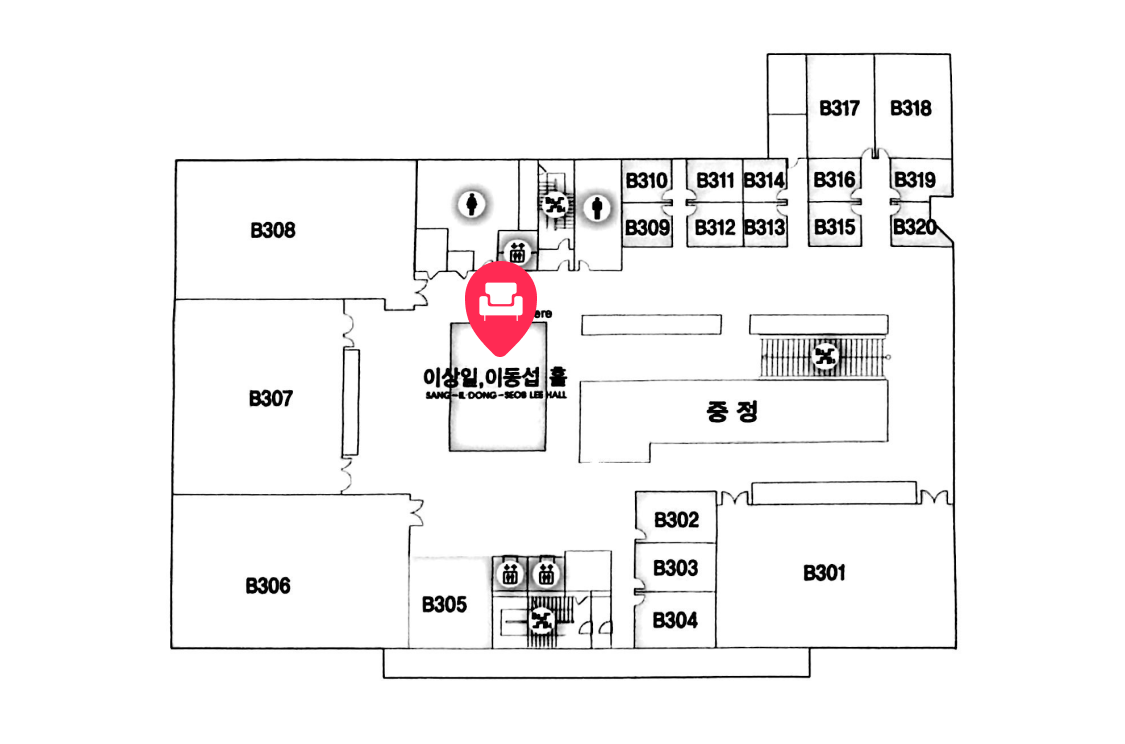 B317 B318
B310 B311 B314 B316 B319
B308 B309 B312 B313 B315 B320
ere
이상일,이동섭 홀
SANG-IL·DONG-SEOB LEE HALL
B307
중 정
B302
B303
B301
B306
B305
B304